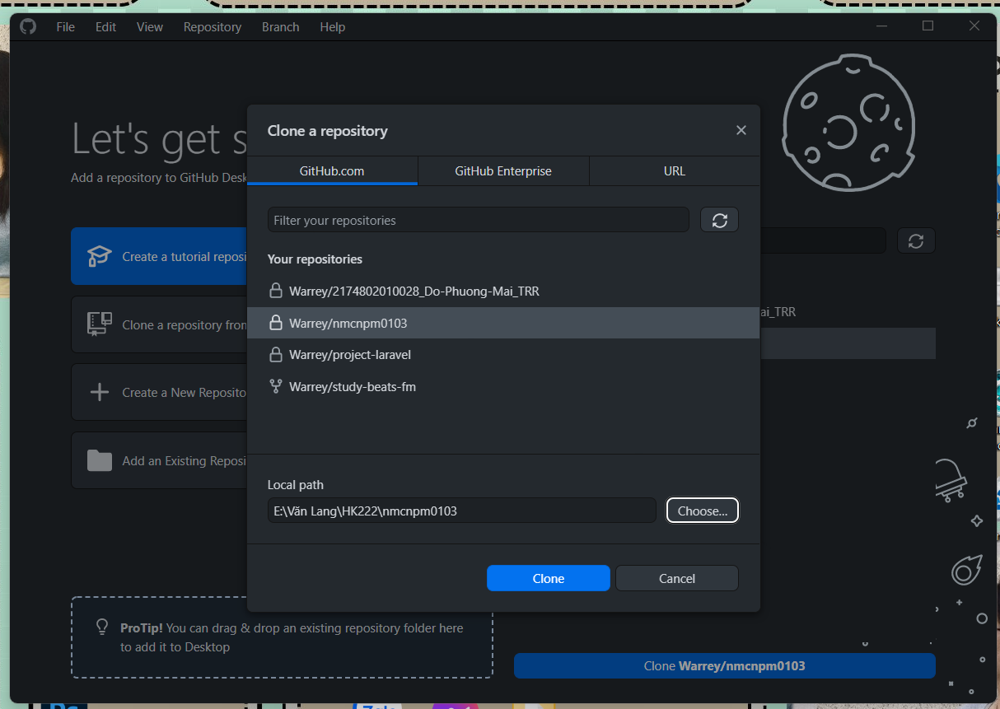 File Edit View Repository Branch Help
Let's get s
Add a repository to GitHub Desk
Create a tutorial reposi
Clone a repository fron
Create a New Reposito
Add an Existing Reposi
Clone a repository
GitHub.com GitHub Enterprise URL
Filter your repositories
Your repositories
Warrey/2174802010028_Do-Phuong-Mai_TRR
Warrey/nmcnpm0103
Warrey/project-laravel
Warrey/study-beats-fm
Local path
E:\Văn Lang\HK222\nmcnpm0103
Choose...
Clone Cancel
ai_TRR
ProTip! You can drag & drop an existing repository folder here
to add it to Desktop
Clone Warrey/nmcnpm0103